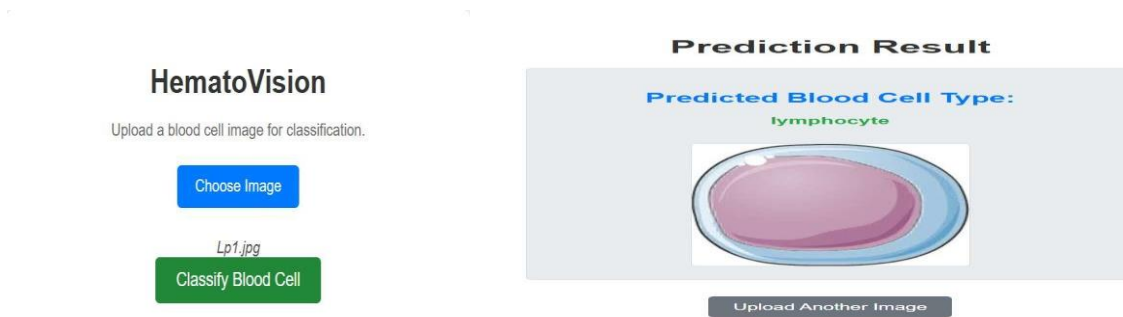 HematoVision
Upload a blood cell image for classification.
Choose Image
Lp1.jpg
Classify Blood Cell
Prediction Result
Predicted Blood Cell Type:
lymphocyte
Upload Another Image